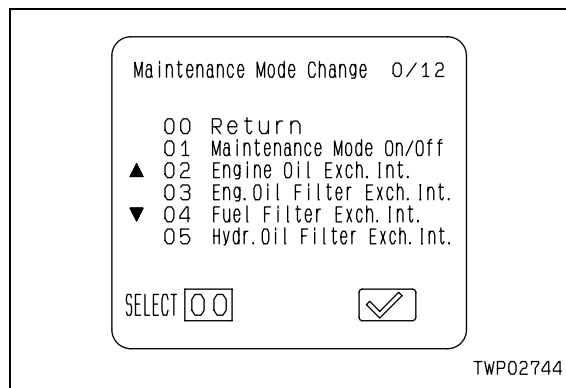 Maintenance Mode Change 0/12
00 Return
01 Maintenance Mode On/Off
▲ 02 Engine Oil Exch.Int.
03 Eng.Oil Filter Exch.Int.
▼ 04 Fuel Filter Exch.Int.
05 Hydr.Oil Filter Exch.Int.
SELECT 00
TWP02744